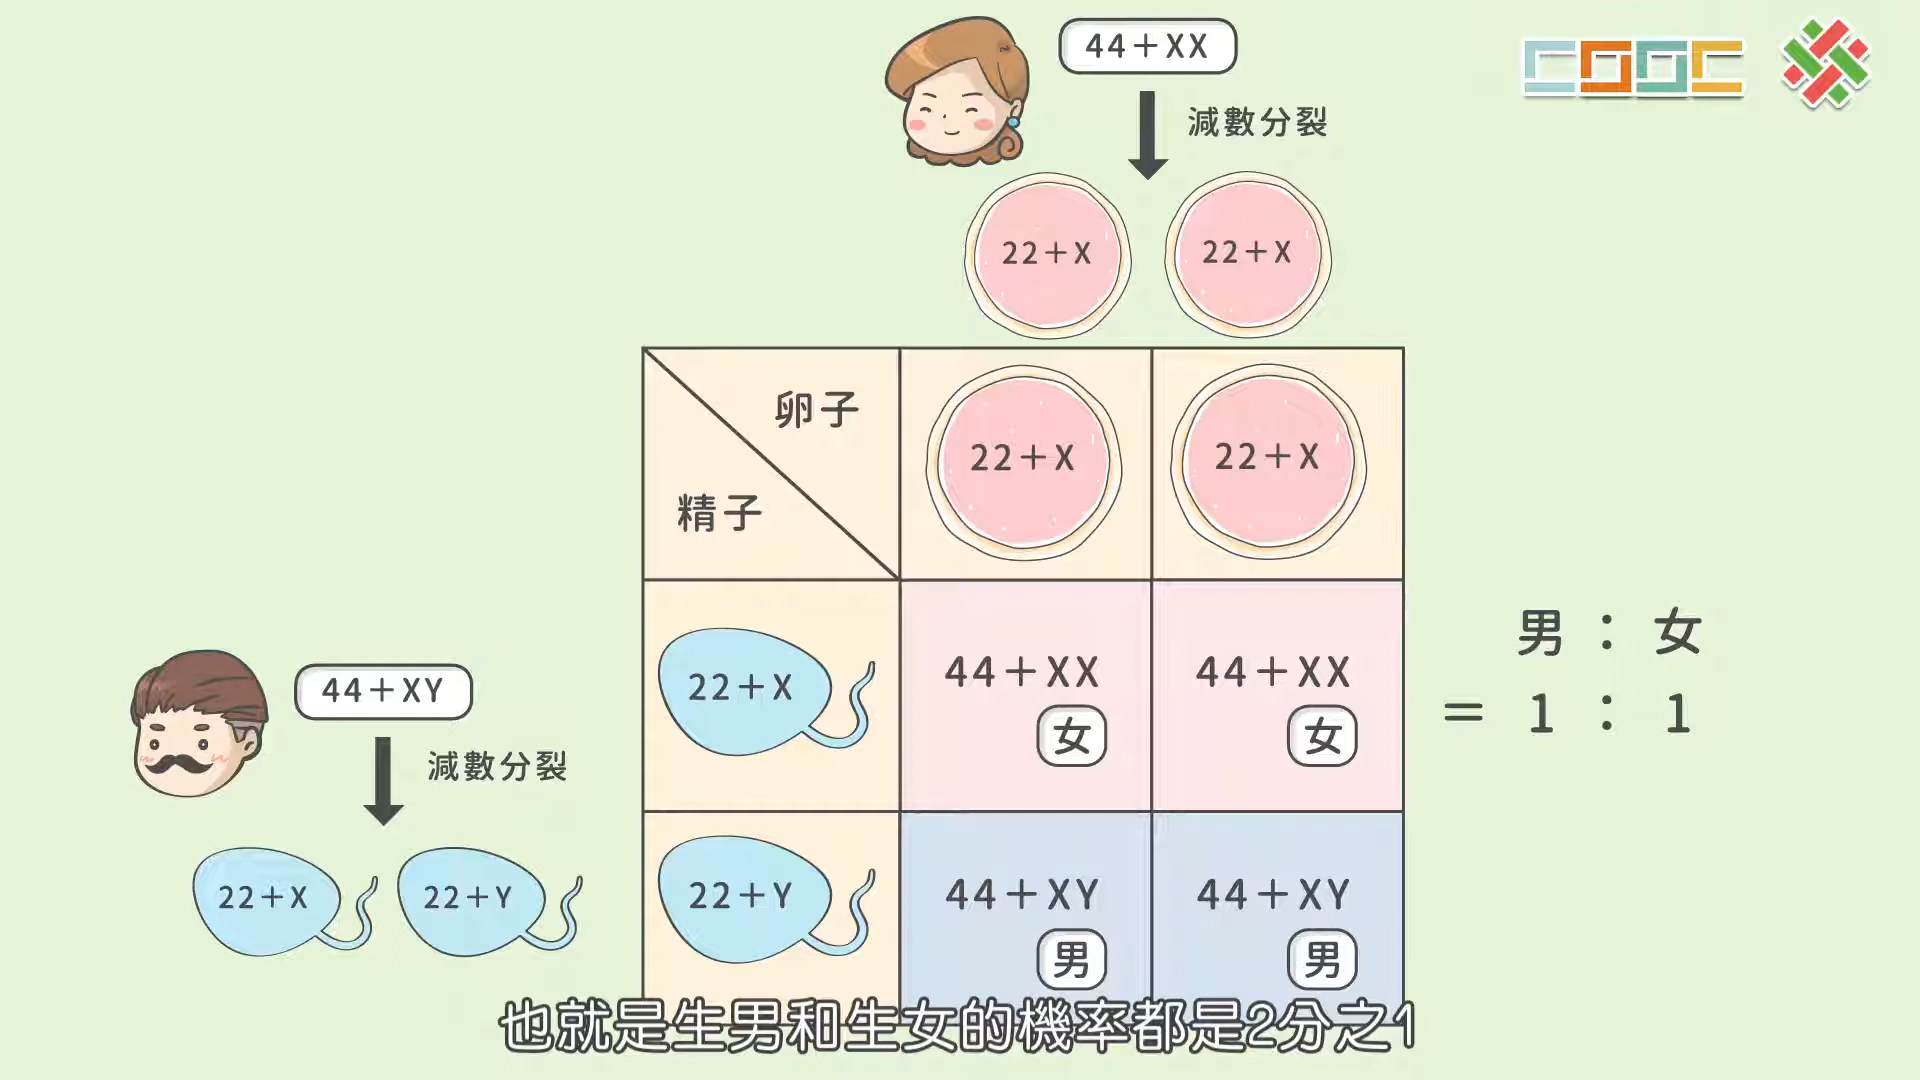 44+XX
COOC
減數分裂
22+X 22+X
卵子
精子
22+X 22+X
男 : 女
= 1 : 1
44+XY
減數分裂
22+X 22+Y
22+X 44+XX 44+XX
女 女
22+Y 44+XY 44+XY
男 男
也就是生男和生女的機率都是2分之1